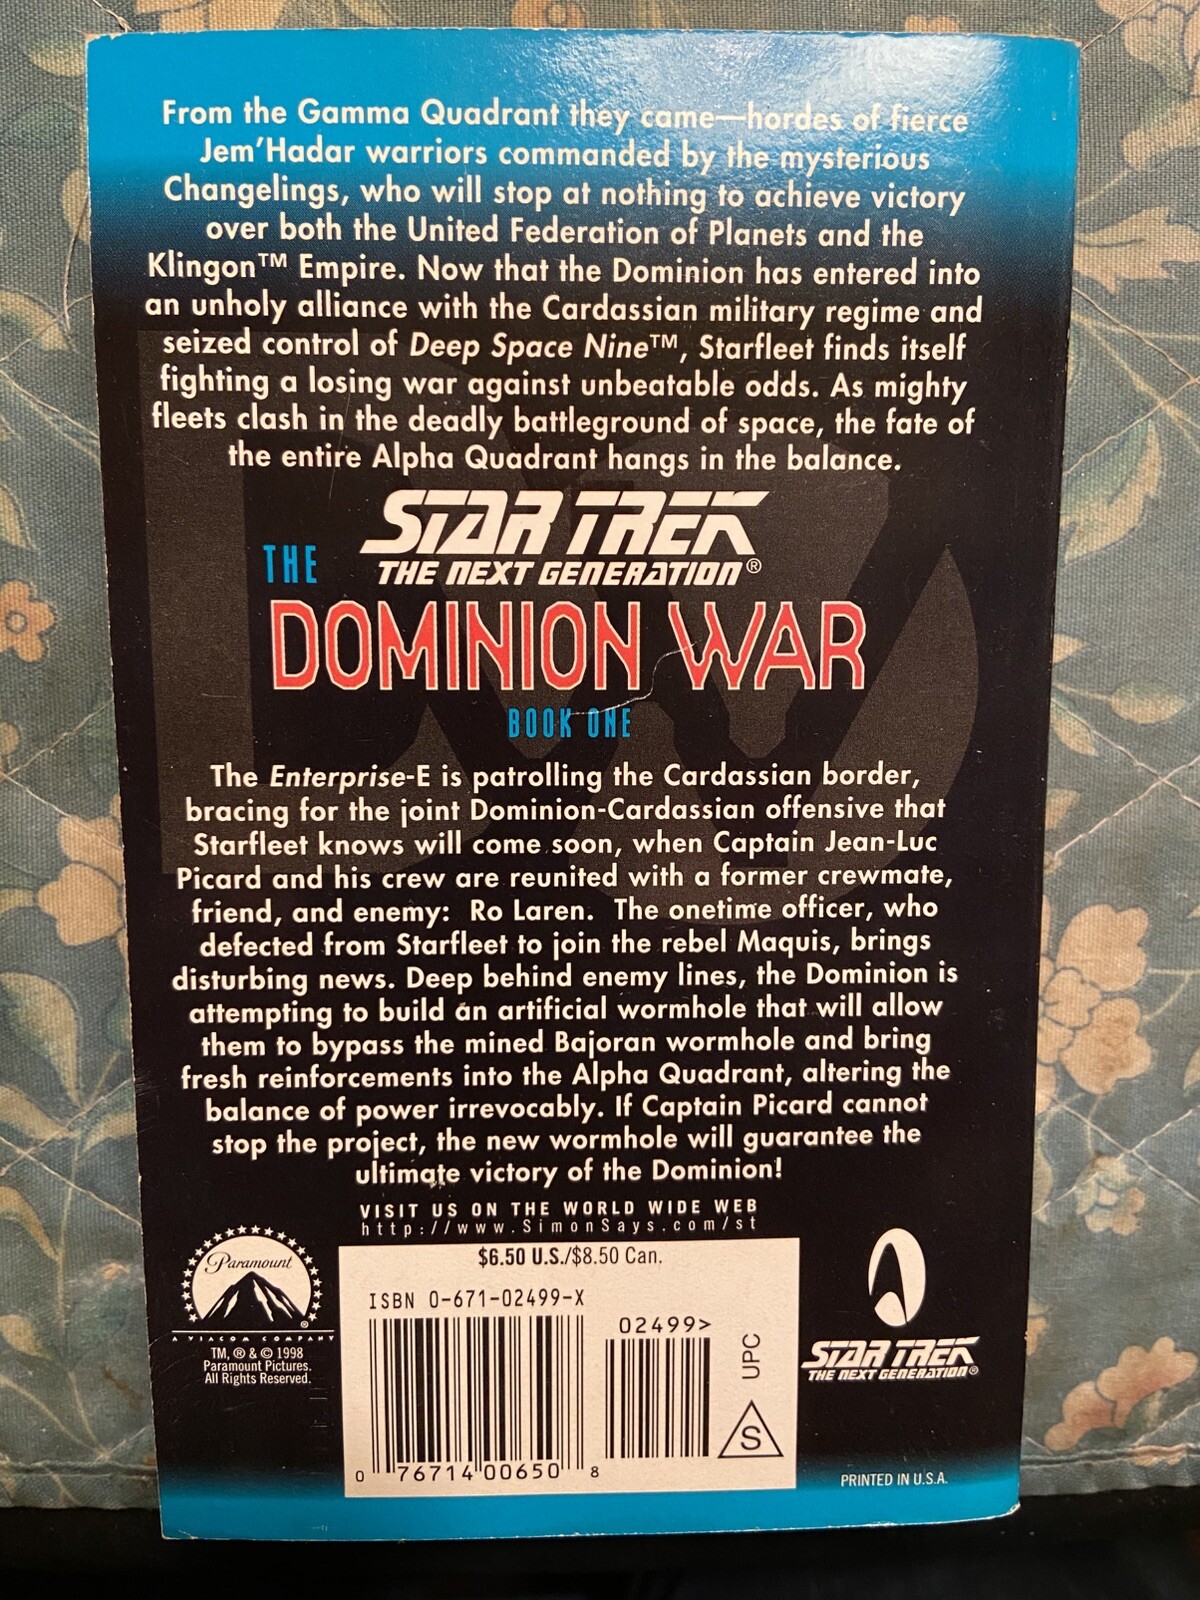 From the Gamma Quadrant they came—hordes of fierce
Jem'Hadar warriors commanded by the mysterious
Changelings, who will stop at nothing to achieve victory
over both the United Federation of Planets and the
Klingon™ Empire. Now that the Dominion has entered into
an unholy alliance with the Cardassian military regime and
seized control of Deep Space Nine™, Starfleet finds itself
fighting a losing war against unbeatable odds. As mighty
fleets clash in the deadly battleground of space, the fate of
the entire Alpha Quadrant hangs in the balance.
STAR TREK
THE NEXT GENERATION®
THE
DOMINION WAR
BOOK ONE
The Enterprise-E is patrolling the Cardassian border,
bracing for the joint Dominion-Cardassian offensive that
Starfleet knows will come soon, when Captain Jean-Luc
Picard and his crew are reunited with a former crewmate,
friend, and enemy: Ro Laren. The onetime officer, who
defected from Starfleet to join the rebel Maquis, brings
disturbing news. Deep behind enemy lines, the Dominion is
attempting to build an artificial wormhole that will allow
them to bypass the mined Bajoran wormhole and bring
fresh reinforcements into the Alpha Quadrant, altering the
balance of power irrevocably. If Captain Picard cannot
stop the project, the new wormhole will guarantee the
ultimate victory of the Dominion!
VISIT US ON THE WORLD WIDE WEB
http://www.SimonSays.com/st
Paramount
®
A VIACOM COMPANY
TM, ® & © 1998
Paramount Pictures.
All Rights Reserved.
$6.50 U.S./$8.50 Can.
ISBN 0-671-02499-X
02499>
UPC
S
0 76714 00650 8
STAR TREK
THE NEXT GENERATION®
PRINTED IN U.S.A.